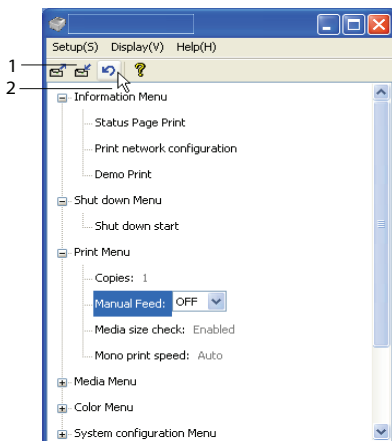 Setup(S) Display(V) Help(H)
1
2
Information Menu
Status Page Print
Print network configuration
Demo Print
Shut down Menu
Shut down start
Print Menu
Copies: 1
Manual Feed: OFF
Media size check: Enabled
Mono print speed: Auto
Media Menu
Color Menu
System configuration Menu